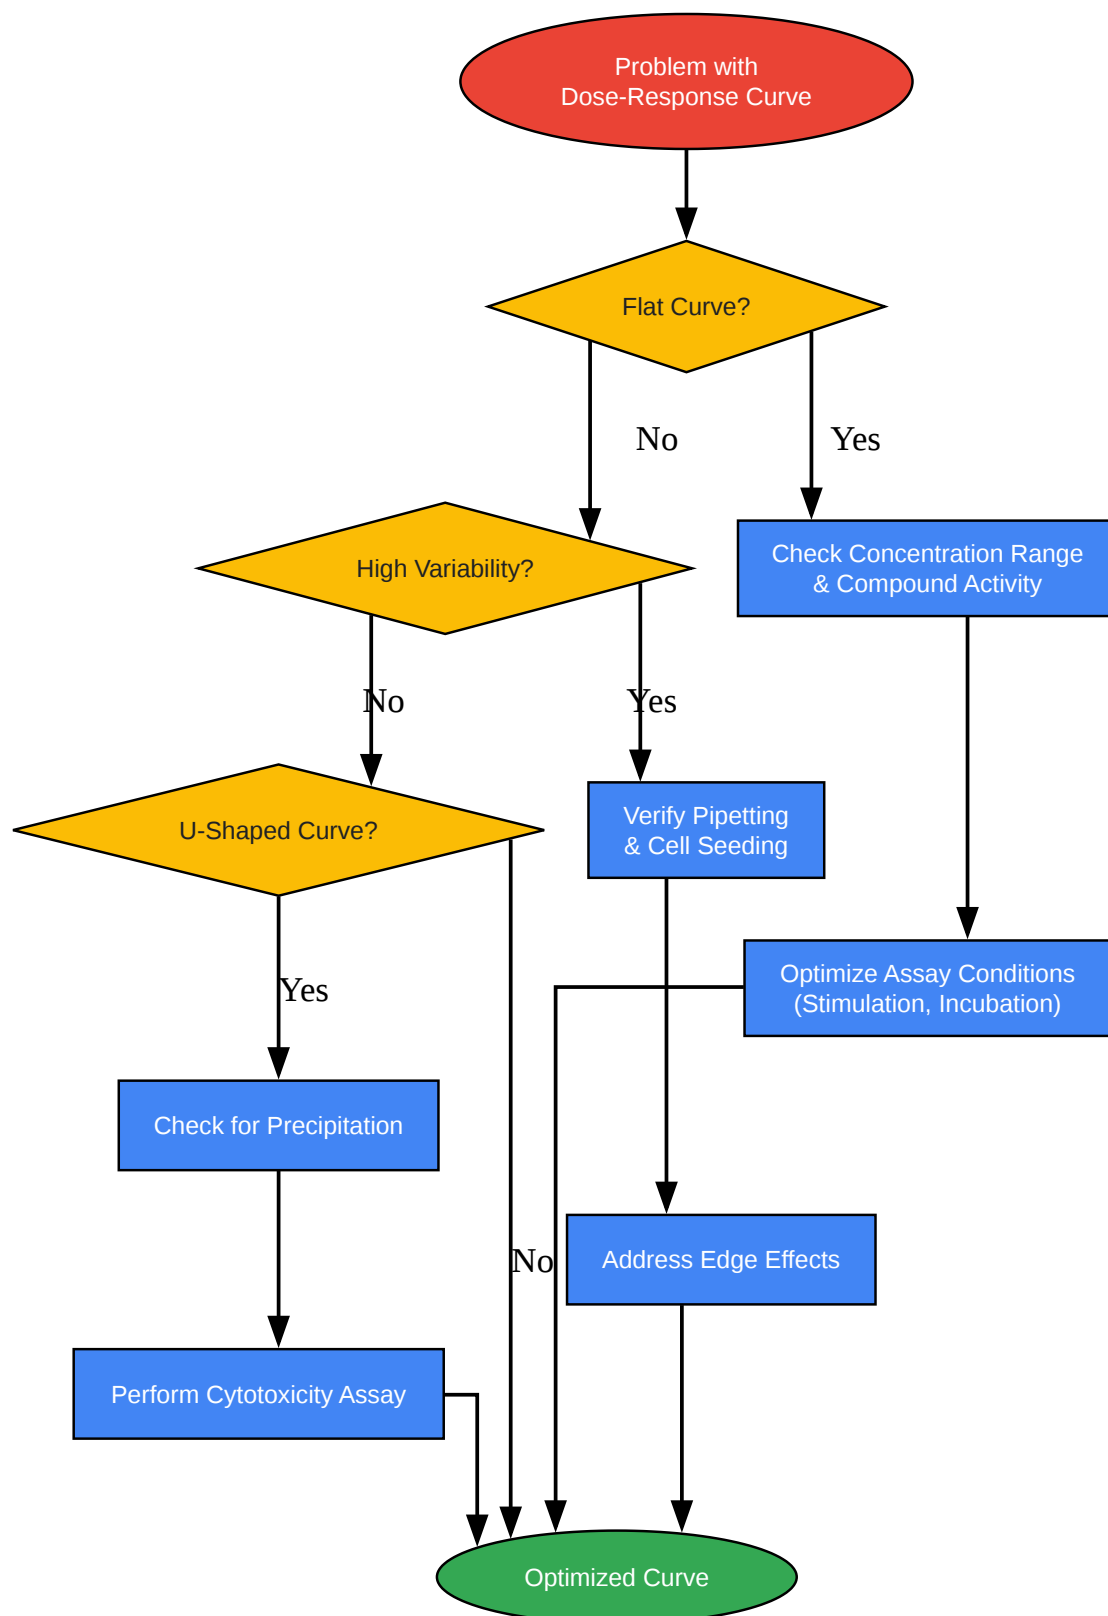 Problem with
Dose-Response Curve
Flat Curve?
No
Yes
High Variability?
Check Concentration Range
& Compound Activity
No
Yes
U-Shaped Curve?
Verify Pipetting
& Cell Seeding
Yes
Optimize Assay Conditions
(Stimulation, Incubation)
Check for Precipitation
No
Address Edge Effects
Perform Cytotoxicity Assay
Optimized Curve